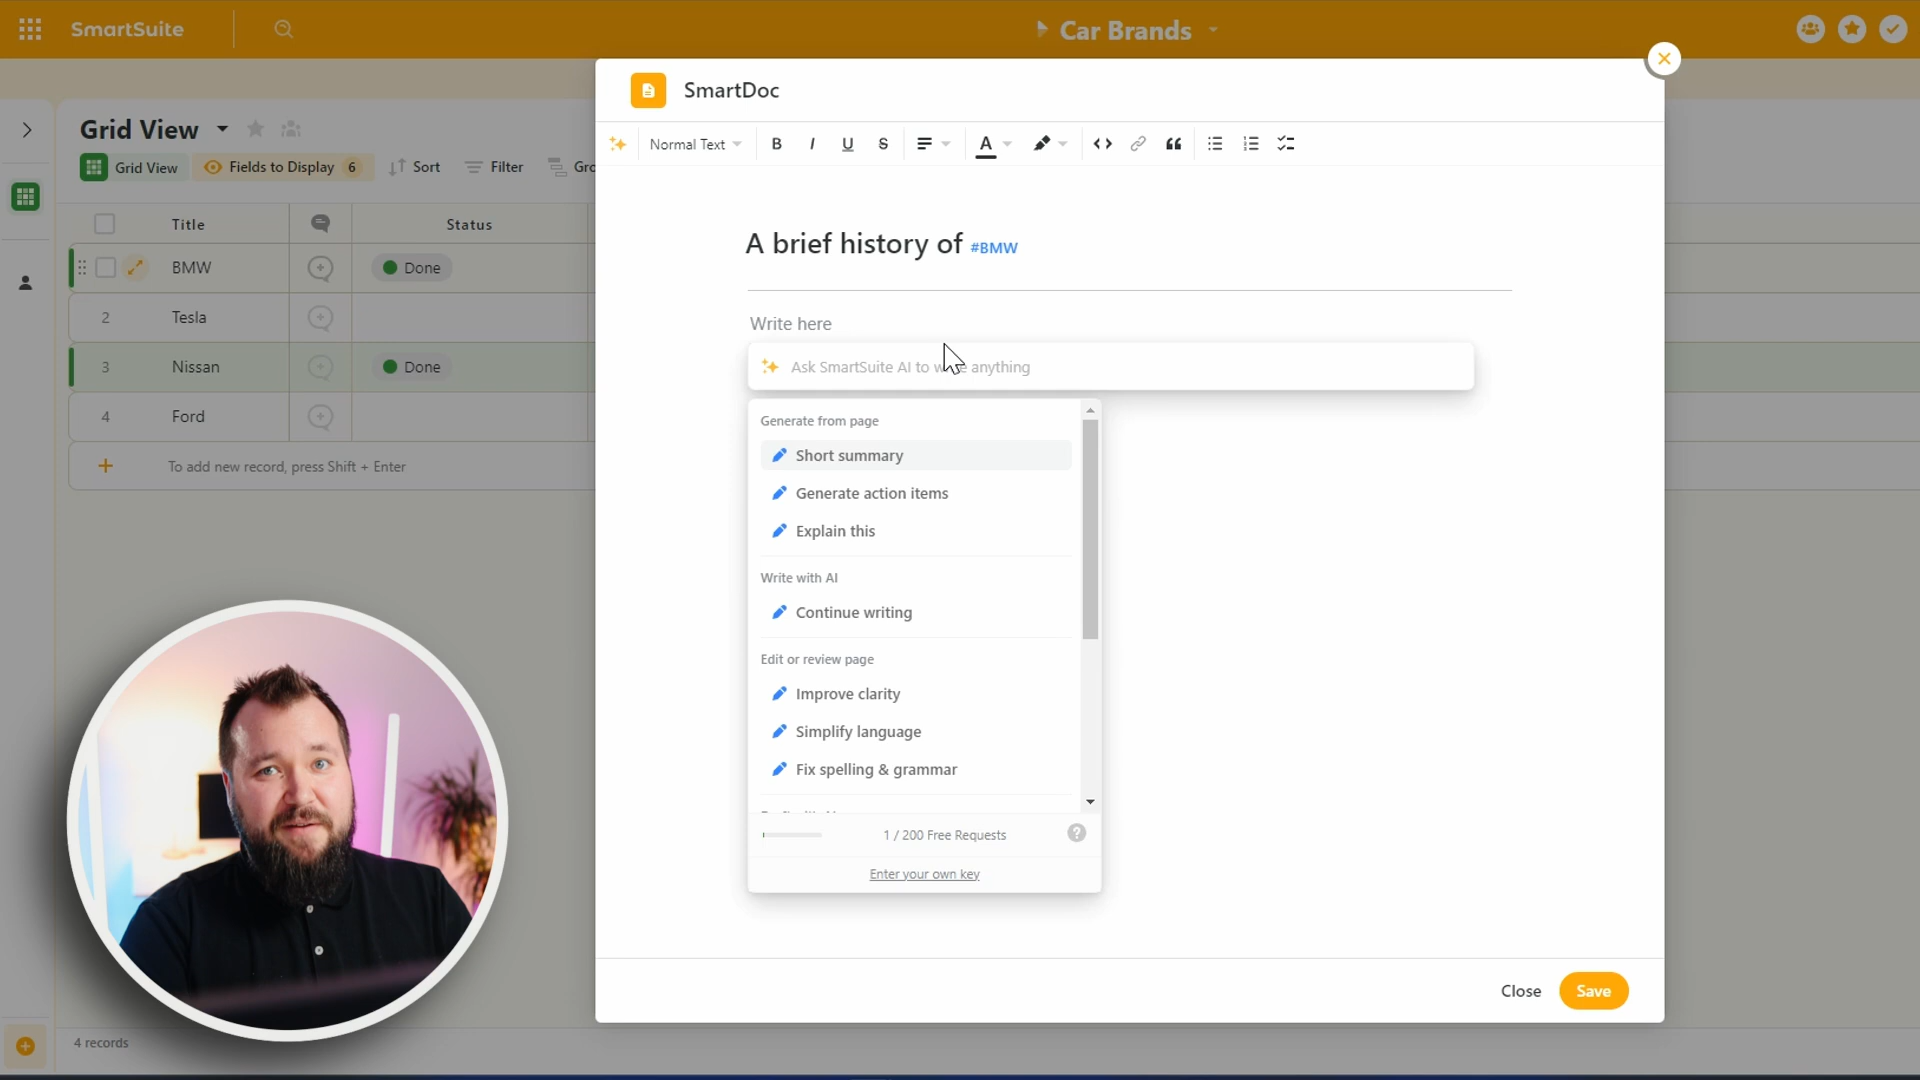 SmartSuite
Car Brands
SmartDoc
Grid View
Grid View
Fields to Display 6
Sort
Filter
Normal Text
B I U S A
Title
Status
BMW
Done
2 Tesla
3 Nissan
Done
4 Ford
To add new record, press Shift + Enter
A brief history of #BMW
Write here
Ask SmartSuite AI to write anything
Generate from page
Short summary
Generate action items
Explain this
Write with AI
Continue writing
Edit or review page
Improve clarity
Simplify language
Fix spelling & grammar
1 / 200 Free Requests
?
Enter your own key
Close
Save
4 records